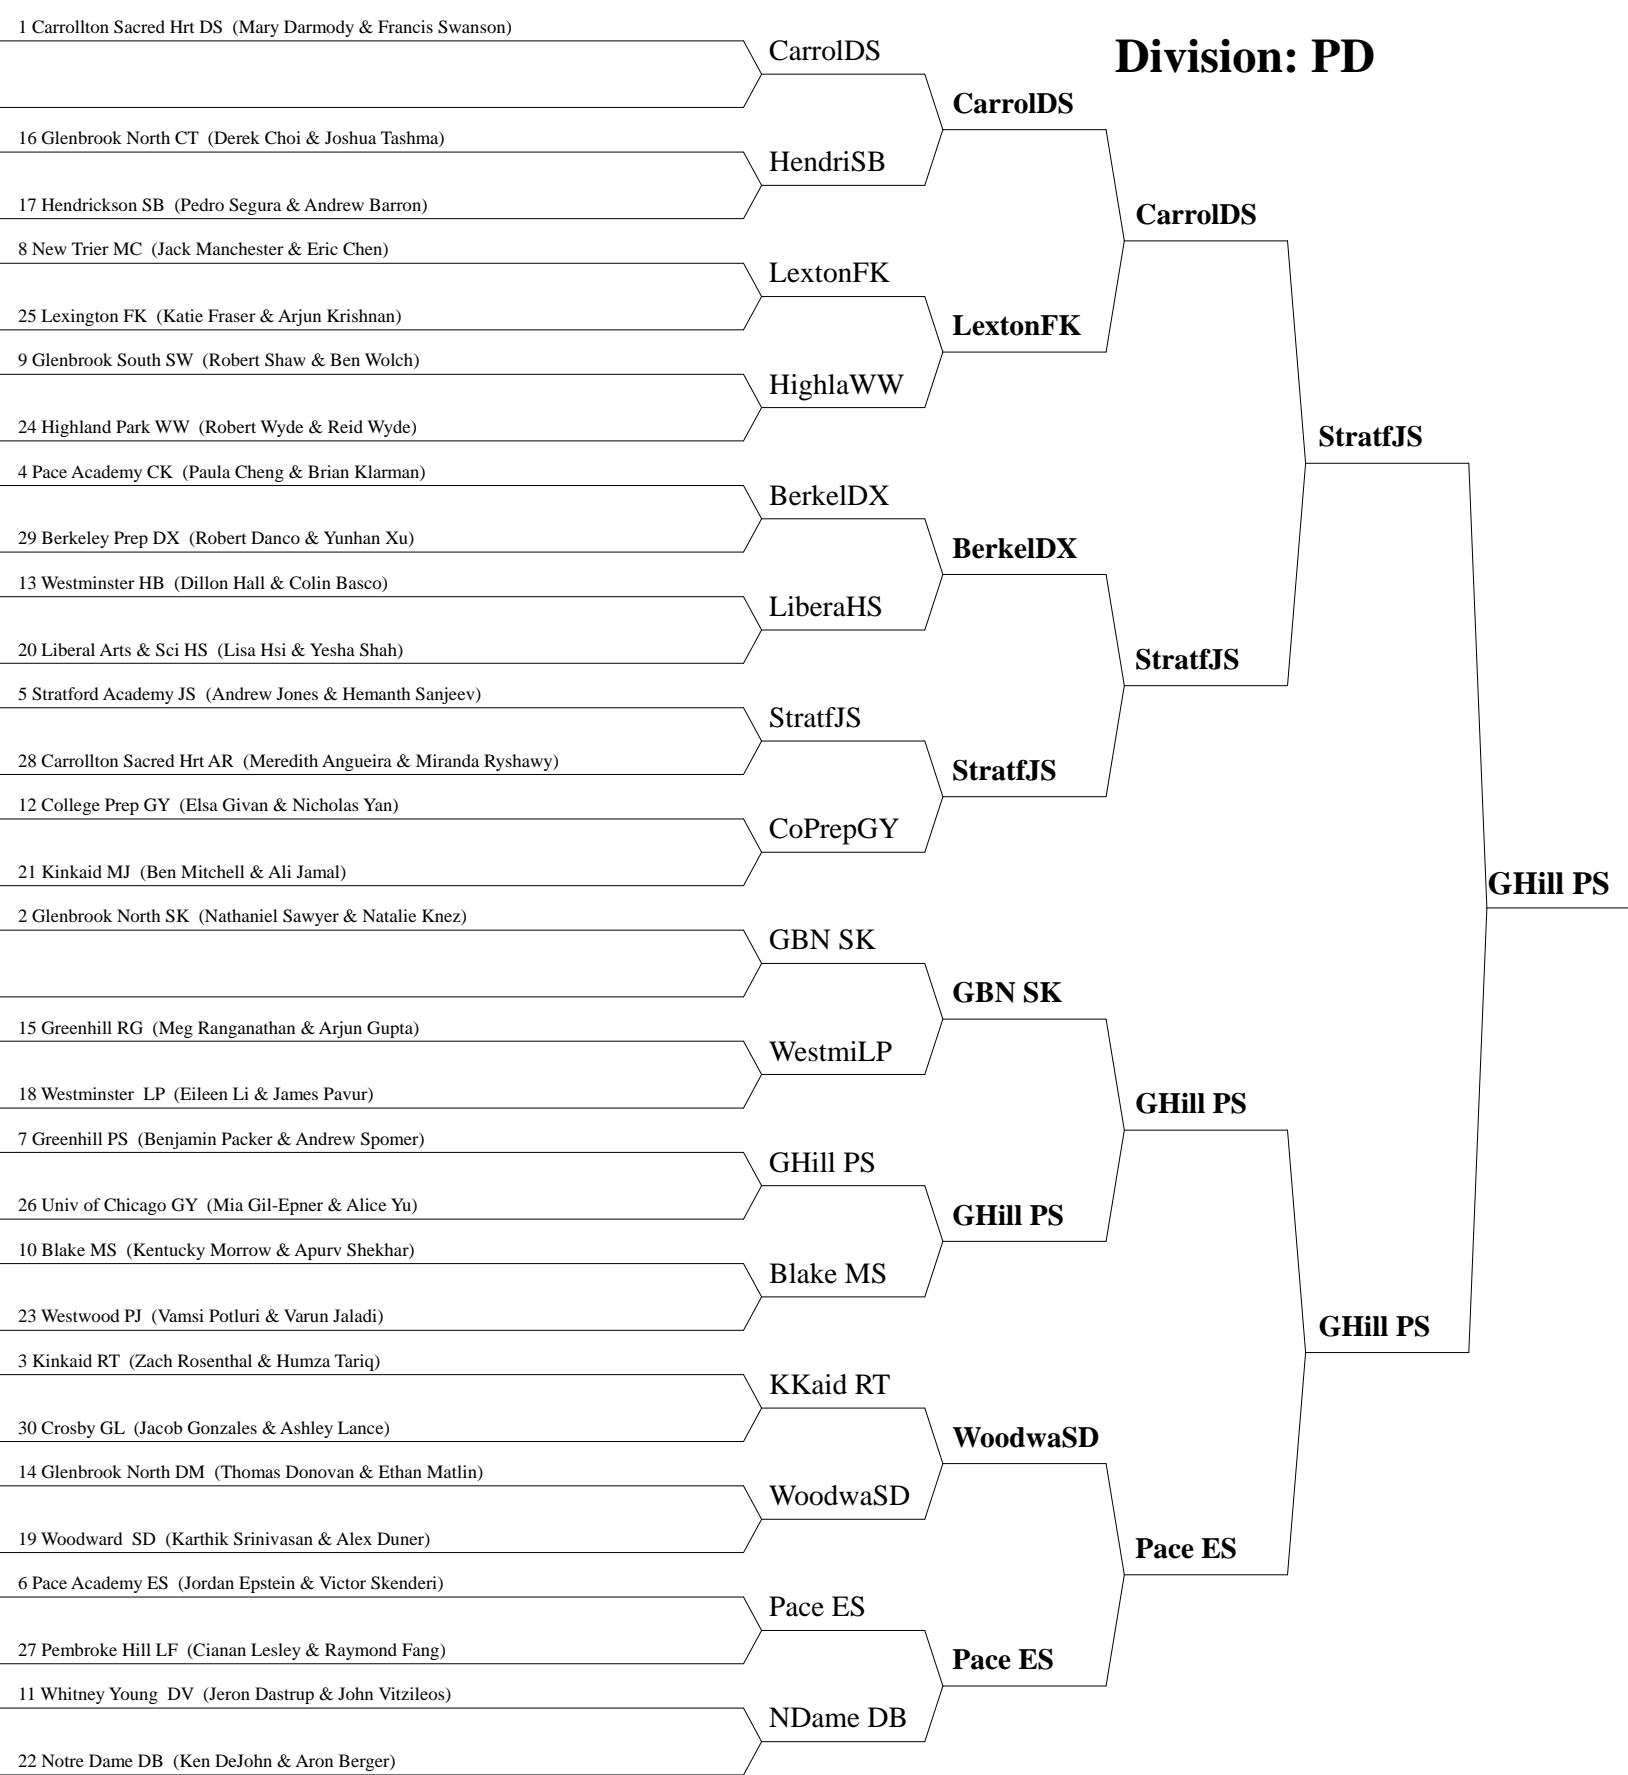 Division: PD
1 Carrollton Sacred Hrt DS (Mary Darmody & Francis Swanson)
16 Glenbrook North CT (Derek Choi & Joshua Tashma)
17 Hendrickson SB (Pedro Segura & Andrew Barron)
8 New Trier MC (Jack Manchester & Eric Chen)
25 Lexington FK (Katie Fraser & Arjun Krishnan)
9 Glenbrook South SW (Robert Shaw & Ben Wolch)
24 Highland Park WW (Robert Wyde & Reid Wyde)
4 Pace Academy CK (Paula Cheng & Brian Klarman)
29 Berkeley Prep DX (Robert Danco & Yunhan Xu)
13 Westminster HB (Dillon Hall & Colin Basco)
20 Liberal Arts & Sci HS (Lisa Hsi & Yesha Shah)
5 Stratford Academy JS (Andrew Jones & Hemanth Sanjeev)
28 Carrollton Sacred Hrt AR (Meredith Angueira & Miranda Ryshawy)
12 College Prep GY (Elsa Givan & Nicholas Yan)
21 Kinkaid MJ (Ben Mitchell & Ali Jamal)
2 Glenbrook North SK (Nathaniel Sawyer & Natalie Knez)
15 Greenhill RG (Meg Ranganathan & Arjun Gupta)
18 Westminster LP (Eileen Li & James Pavur)
7 Greenhill PS (Benjamin Packer & Andrew Spomer)
26 Univ of Chicago GY (Mia Gil-Epner & Alice Yu)
10 Blake MS (Kentucky Morrow & Apurv Shekhar)
23 Westwood PJ (Vamsi Potluri & Varun Jaladi)
3 Kinkaid RT (Zach Rosenthal & Humza Tariq)
30 Crosby GL (Jacob Gonzales & Ashley Lance)
14 Glenbrook North DM (Thomas Donovan & Ethan Matlin)
19 Woodward SD (Karthik Srinivasan & Alex Duner)
6 Pace Academy ES (Jordan Epstein & Victor Skenderi)
27 Pembroke Hill LF (Cianan Lesley & Raymond Fang)
11 Whitney Young DV (Jeron Dastrup & John Vitzileos)
22 Notre Dame DB (Ken DeJohn & Aron Berger)
CarrolDS
HendriSB
LextonFK
HighlaWW
BerkelDX
LiberaHS
StratfJS
CoPrepGY
GBN SK
WestmiLP
GHill PS
Blake MS
KKaid RT
WoodwaSD
Pace ES
NDame DB
CarrolDS
LextonFK
BerkelDX
StratfJS
GBN SK
GHill PS
WoodwaSD
Pace ES
CarrolDS
StratfJS
GHill PS
Pace ES
StratfJS
GHill PS
GHill PS